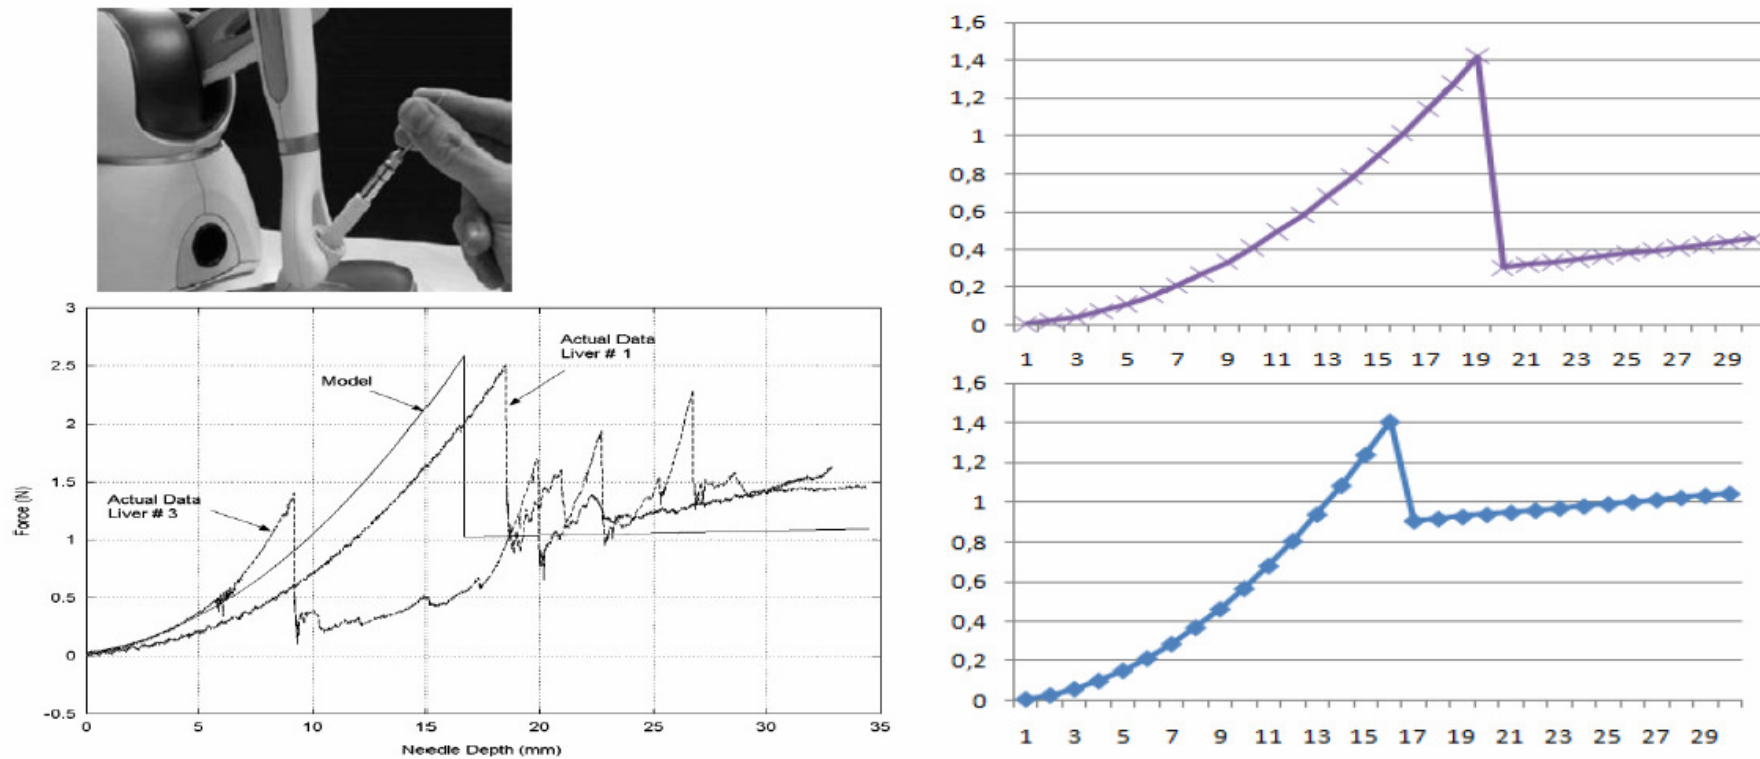 3
2.5
2
1.5
1
0.5
0
-0.5
Force (N)
Model
Actual Data
Liver # 1
Actual Data
Liver # 3
0 5 10 15 20 25 30 35
Needle Depth (mm)
1,6
1,4
1,2
1
0,8
0,6
0,4
0,2
0
1 3 5 7 9 11 13 15 17 19 21 23 25 27 29
1,6
1,4
1,2
1
0,8
0,6
0,4
0,2
0
1 3 5 7 9 11 13 15 17 19 21 23 25 27 29